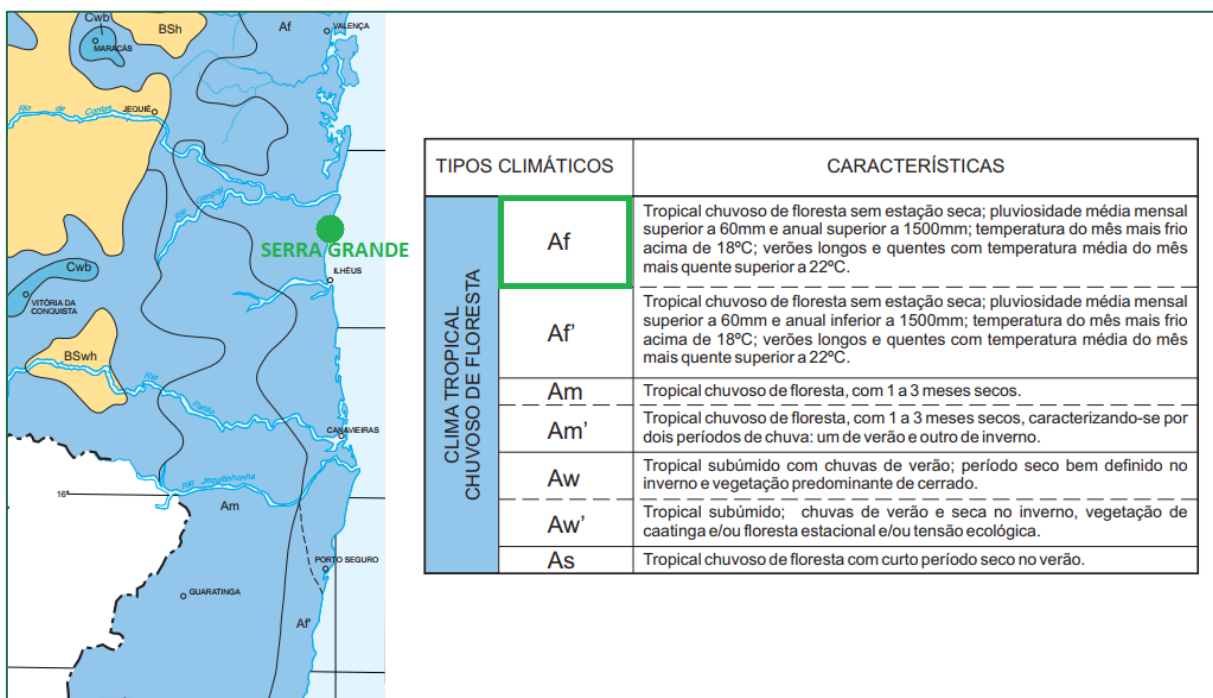 Cwb
BSh
Af
VALENÇA
MARACÁS
Rio de Contas
JEQUIÉ
Rio Gongoji
SERRA GRANDE
ILHÉUS
Cwb
VITÓRIA DA
CONQUISTA
BSwh
Rio Pardo
CANAVIEIRAS
16º
Rio Jequitinhonha
Am
PORTO SEGURO
GUARATINGA
Af'
TIPOS CLIMÁTICOS
CARACTERÍSTICAS
CLIMA TROPICAL
CHUVOSO DE FLORESTA
Af
Tropical chuvoso de floresta sem estação seca; pluviosidade média mensal
superior a 60mm e anual superior a 1500mm; temperatura do mês mais frio
acima de 18ºC; verões longos e quentes com temperatura média do mês
mais quente superior a 22ºC.
Af'
Tropical chuvoso de floresta sem estação seca; pluviosidade média mensal
superior a 60mm e anual inferior a 1500mm; temperatura do mês mais frio
acima de 18ºC; verões longos e quentes com temperatura média do mês
mais quente superior a 22ºC.
Am
Tropical chuvoso de floresta, com 1 a 3 meses secos.
Am'
Tropical chuvoso de floresta, com 1 a 3 meses secos, caracterizando-se por
dois períodos de chuva: um de verão e outro de inverno.
Aw
Tropical subúmido com chuvas de verão; período seco bem definido no
inverno e vegetação predominante de cerrado.
Aw'
Tropical subúmido; chuvas de verão e seca no inverno, vegetação de
caatinga e/ou floresta estacional e/ou tensão ecológica.
As
Tropical chuvoso de floresta com curto período seco no verão.